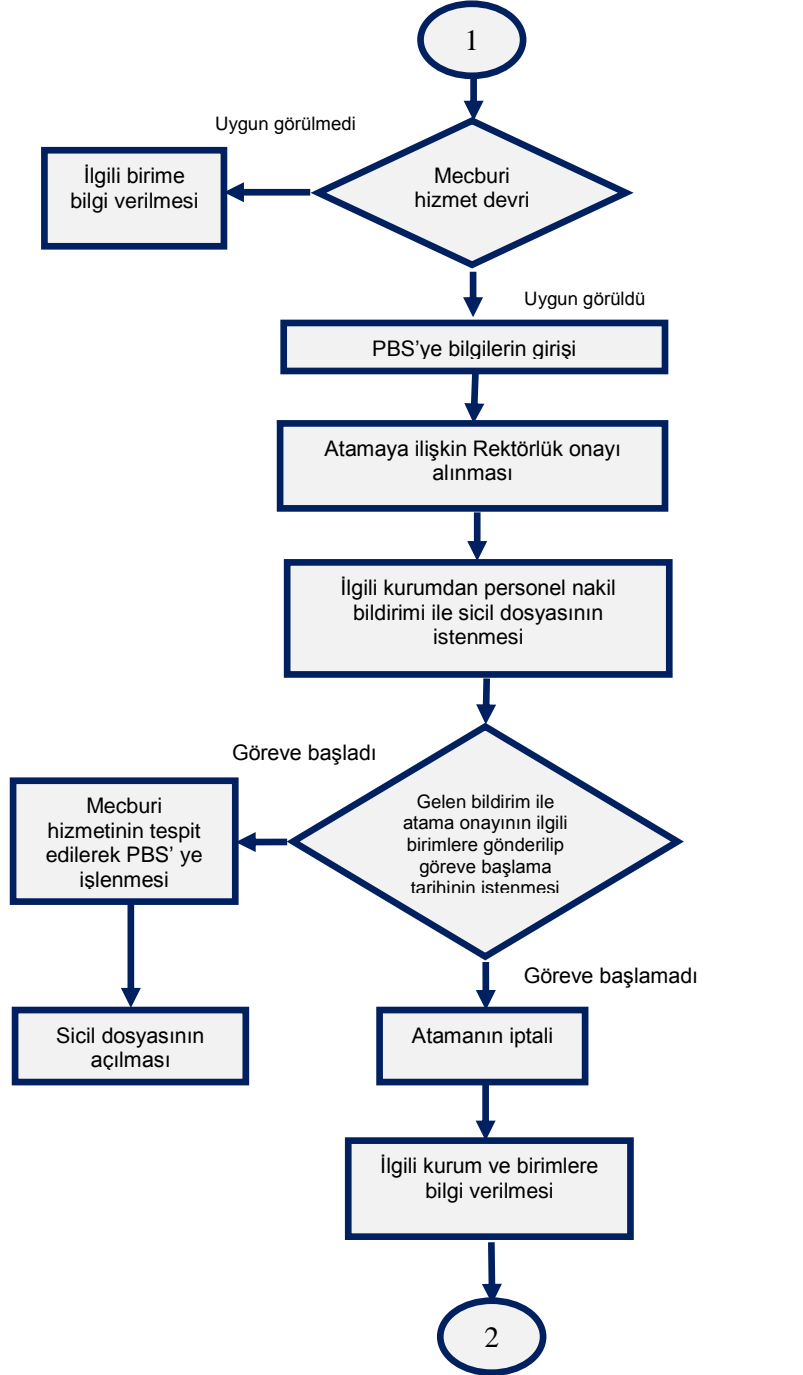 1
Uygun görülmedi
İlgili birime
bilgi verilmesi
Mecburi
hizmet devri
Uygun görüldü
PBS’ye bilgilerin girişi
Atamaya ilişkin Rektörlük onayı
alınması
İlgili kurumdan personel nakil
bildirimi ile sicil dosyasının
istenmesi
Göreve başladı
Mecburi
hizmetinin tespit
edilerek PBS’ ye
işlenmesi
Gelen bildirim ile
atama onayının ilgili
birimlere gönderilip
göreve başlama
tarihinin istenmesi
Göreve başlamadı
Sicil dosyasının
açılması
Atamanın iptali
İlgili kurum ve birimlere
bilgi verilmesi
2